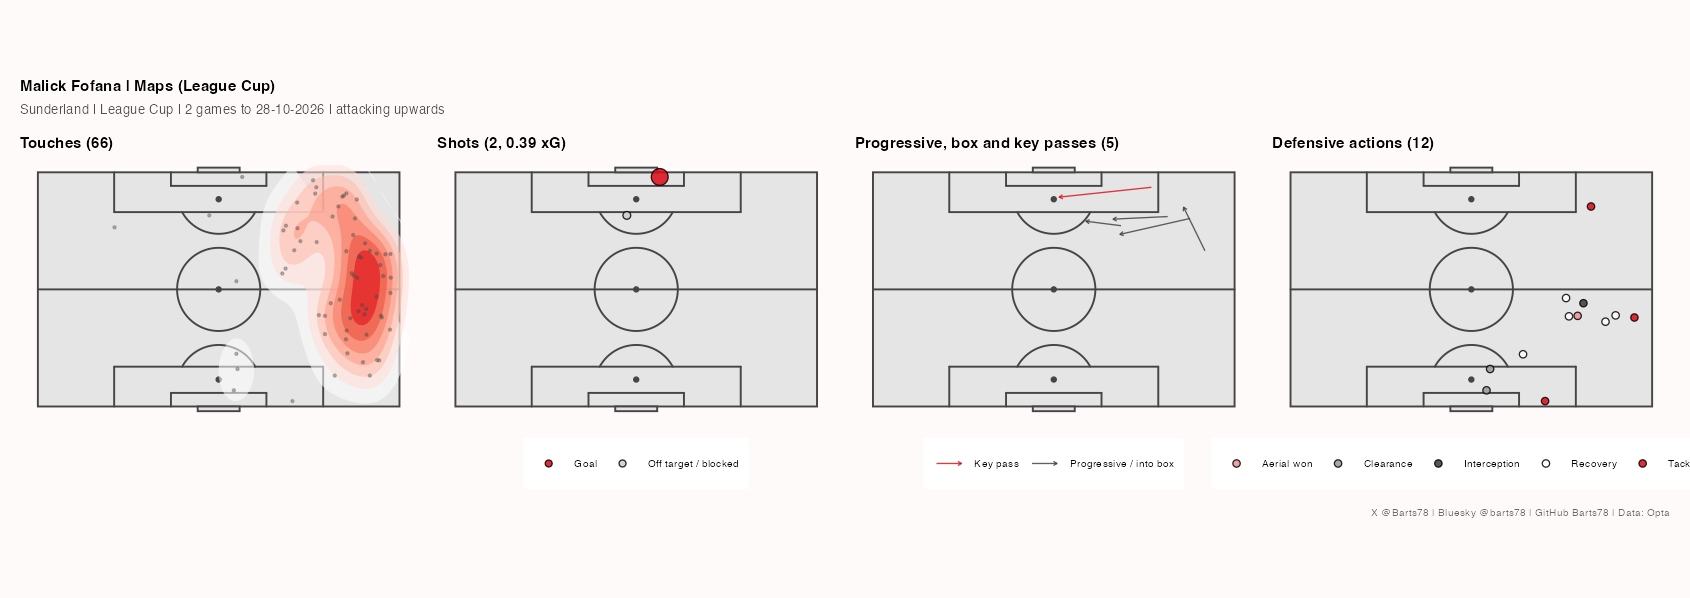 Malick Fofana | Maps (League Cup)
Sunderland | League Cup | 2 games to 28-10-2026 | attacking upwards
Touches (66)
Shots (2, 0.39 xG)
Progressive, box and key passes (5)
Defensive actions (12)
Goal
Off target / blocked
Key pass
Progressive / into box
Aerial won
Clearance
Interception
Recovery
Tack
X @Barts78 | Bluesky @barts78 | GitHub Barts78 | Data: Opta